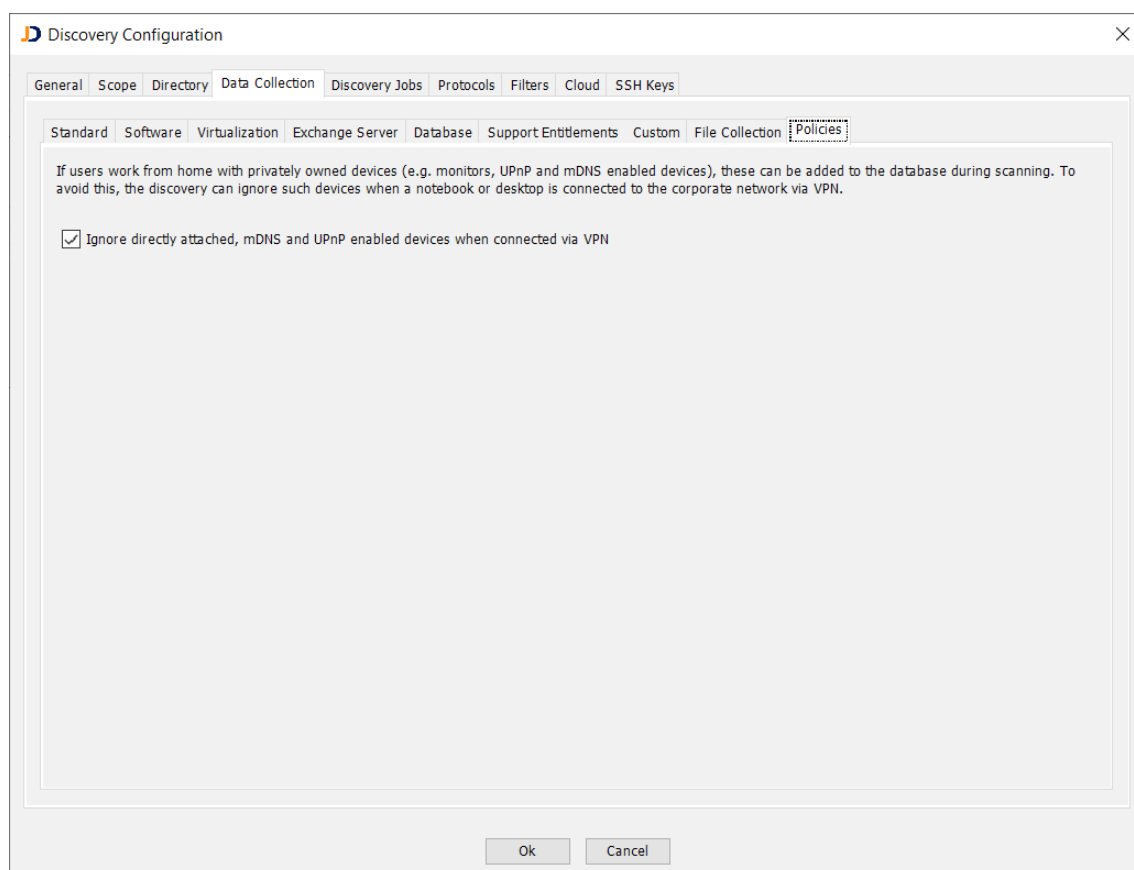 Discovery Configuration
General Scope Directory Data Collection Discovery Jobs Protocols Filters Cloud SSH Keys
Standard Software Virtualization Exchange Server Database Support Entitlements Custom File Collection Policies
If users work from home with privately owned devices (e.g. monitors, UPnP and mDNS enabled devices), these can be added to the database during scanning. To
avoid this, the discovery can ignore such devices when a notebook or desktop is connected to the corporate network via VPN.
Ignore directly attached, mDNS and UPnP enabled devices when connected via VPN
Ok Cancel